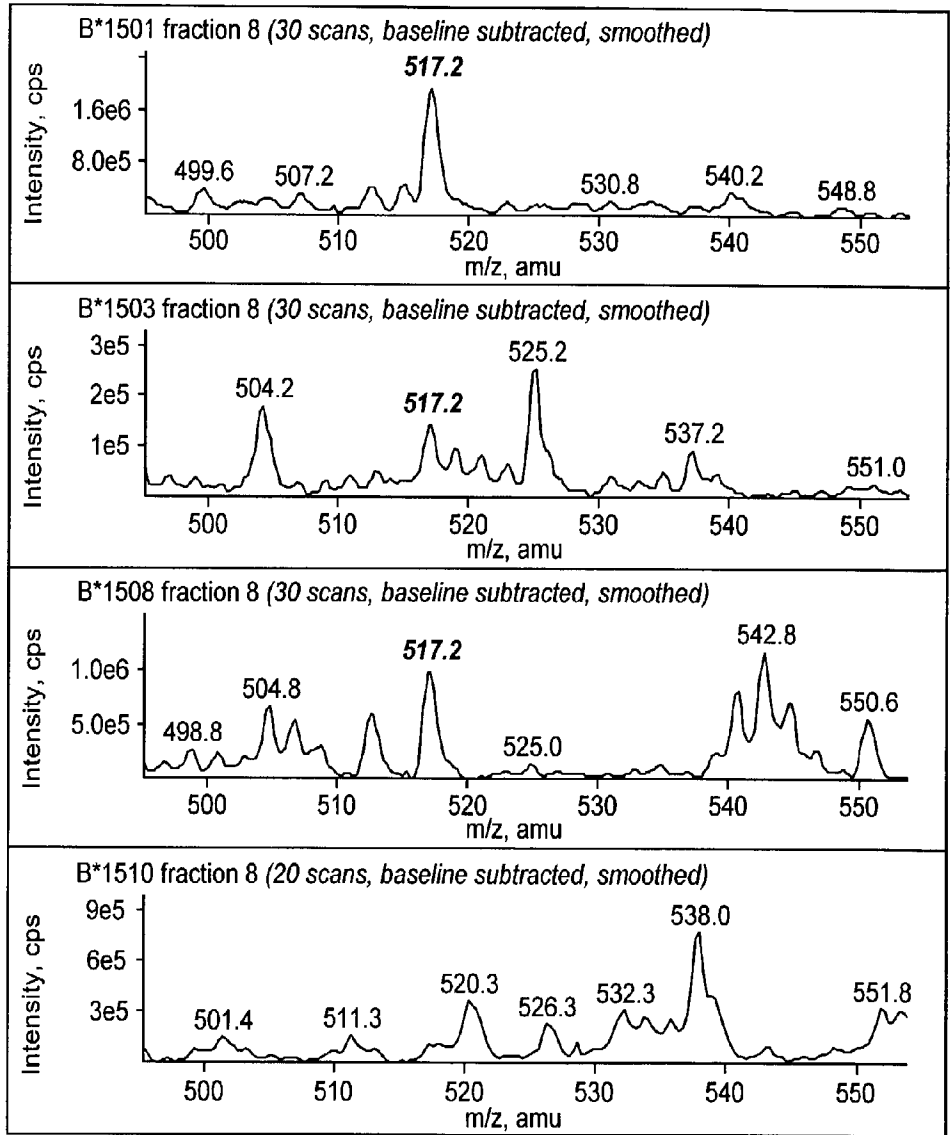 B*1501 fraction 8 (30 scans, baseline subtracted, smoothed)
Intensity, cps
1.6e6
8.0e5
499.6
507.2
517.2
530.8
540.2
548.8
500 510 520 530 540 550
m/z, amu
B*1503 fraction 8 (30 scans, baseline subtracted, smoothed)
Intensity, cps
3e5
2e5
1e5
504.2
517.2
525.2
537.2
551.0
500 510 520 530 540 550
m/z, amu
B*1508 fraction 8 (30 scans, baseline subtracted, smoothed)
Intensity, cps
1.0e6
5.0e5
498.8
504.8
517.2
525.0
542.8
550.6
500 510 520 530 540 550
m/z, amu
B*1510 fraction 8 (20 scans, baseline subtracted, smoothed)
Intensity, cps
9e5
6e5
3e5
501.4
511.3
520.3
526.3
532.3
538.0
551.8
500 510 520 530 540 550
m/z, amu